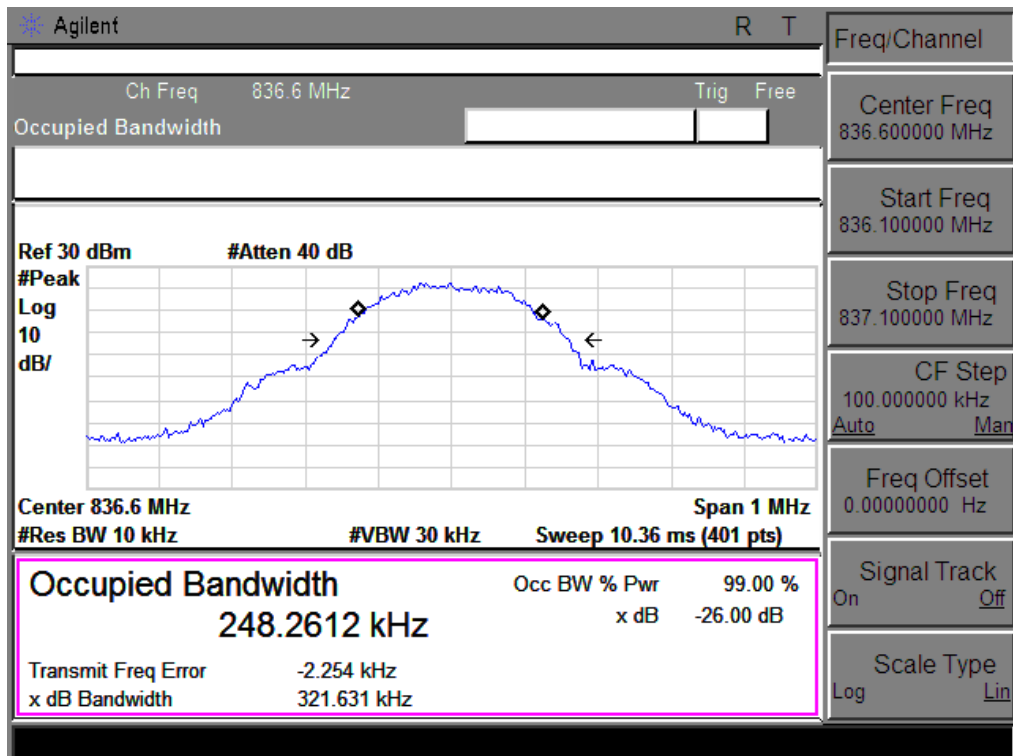 Agilent R T
Ch Freq 836.6 MHz Trig Free
Occupied Bandwidth
Ref 30 dBm #Atten 40 dB
#Peak
Log
10
dB/
Center 836.6 MHz Span 1 MHz
#Res BW 10 kHz #VBW 30 kHz Sweep 10.36 ms (401 pts)
Occupied Bandwidth
248.2612 kHz
Occ BW % Pwr 99.00 %
x dB -26.00 dB
Transmit Freq Error -2.254 kHz
x dB Bandwidth 321.631 kHz
Freq/Channel
Center Freq
836.600000 MHz
Start Freq
836.100000 MHz
Stop Freq
837.100000 MHz
CF Step
100.000000 kHz
Auto Man
Freq Offset
0.00000000 Hz
Signal Track
On Off
Scale Type
Log Lin